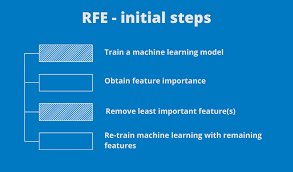 RFE - initial steps
Train a machine learning model
Obtain feature importance
Remove least important feature(s)
Re-train machine learning with remaining
features